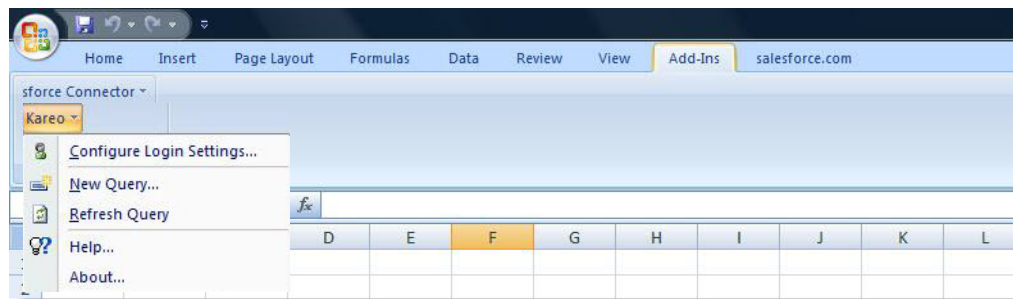 Home Insert Page Layout Formulas Data Review View Add-Ins salesforce.com
sforce Connector
Kareo
Configure Login Settings...
New Query...
Refresh Query
Help...
About...
fx
D E F G H I J K L
2